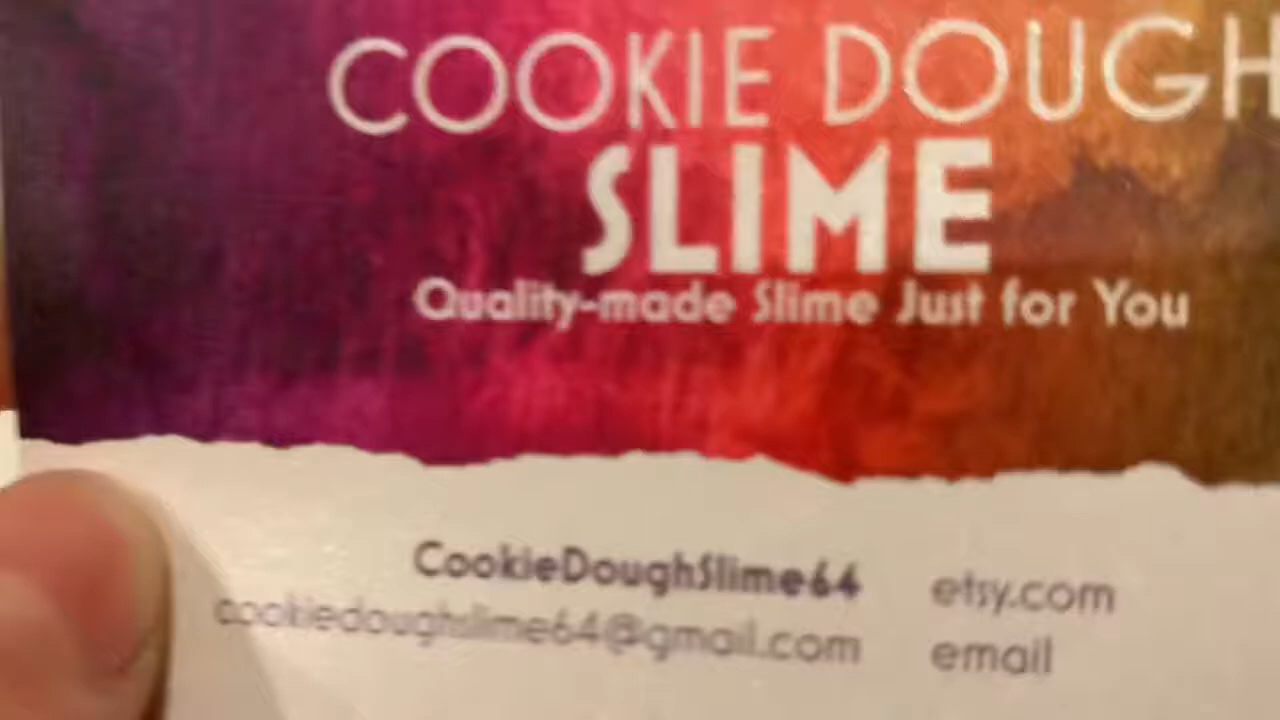 COOKIE DOUGH
SLIME
Quality-made Slime Just for You
CookieDoughSlime64 etsy.com
cookiedoughslime64@gmail.com email